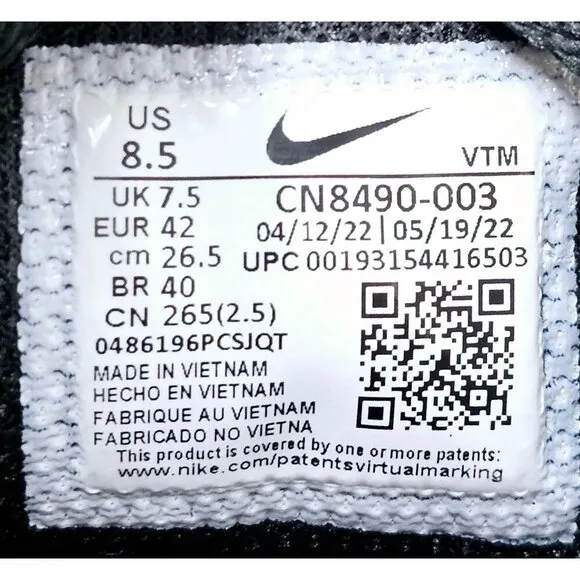 US
8.5
VTM
UK 7.5
EUR 42
cm 26.5
BR 40
CN 265(2.5)
0486196PCSJQT
CN8490-003
04/12/22 | 05/19/22
UPC 00193154416503
MADE IN VIETNAM
HECHO EN VIETNAM
FABRIQUE AU VIETNAM
FABRICADO NO VIETNA
This product is covered by one or more patents:
www.nike.com/patentsvirtualmarking